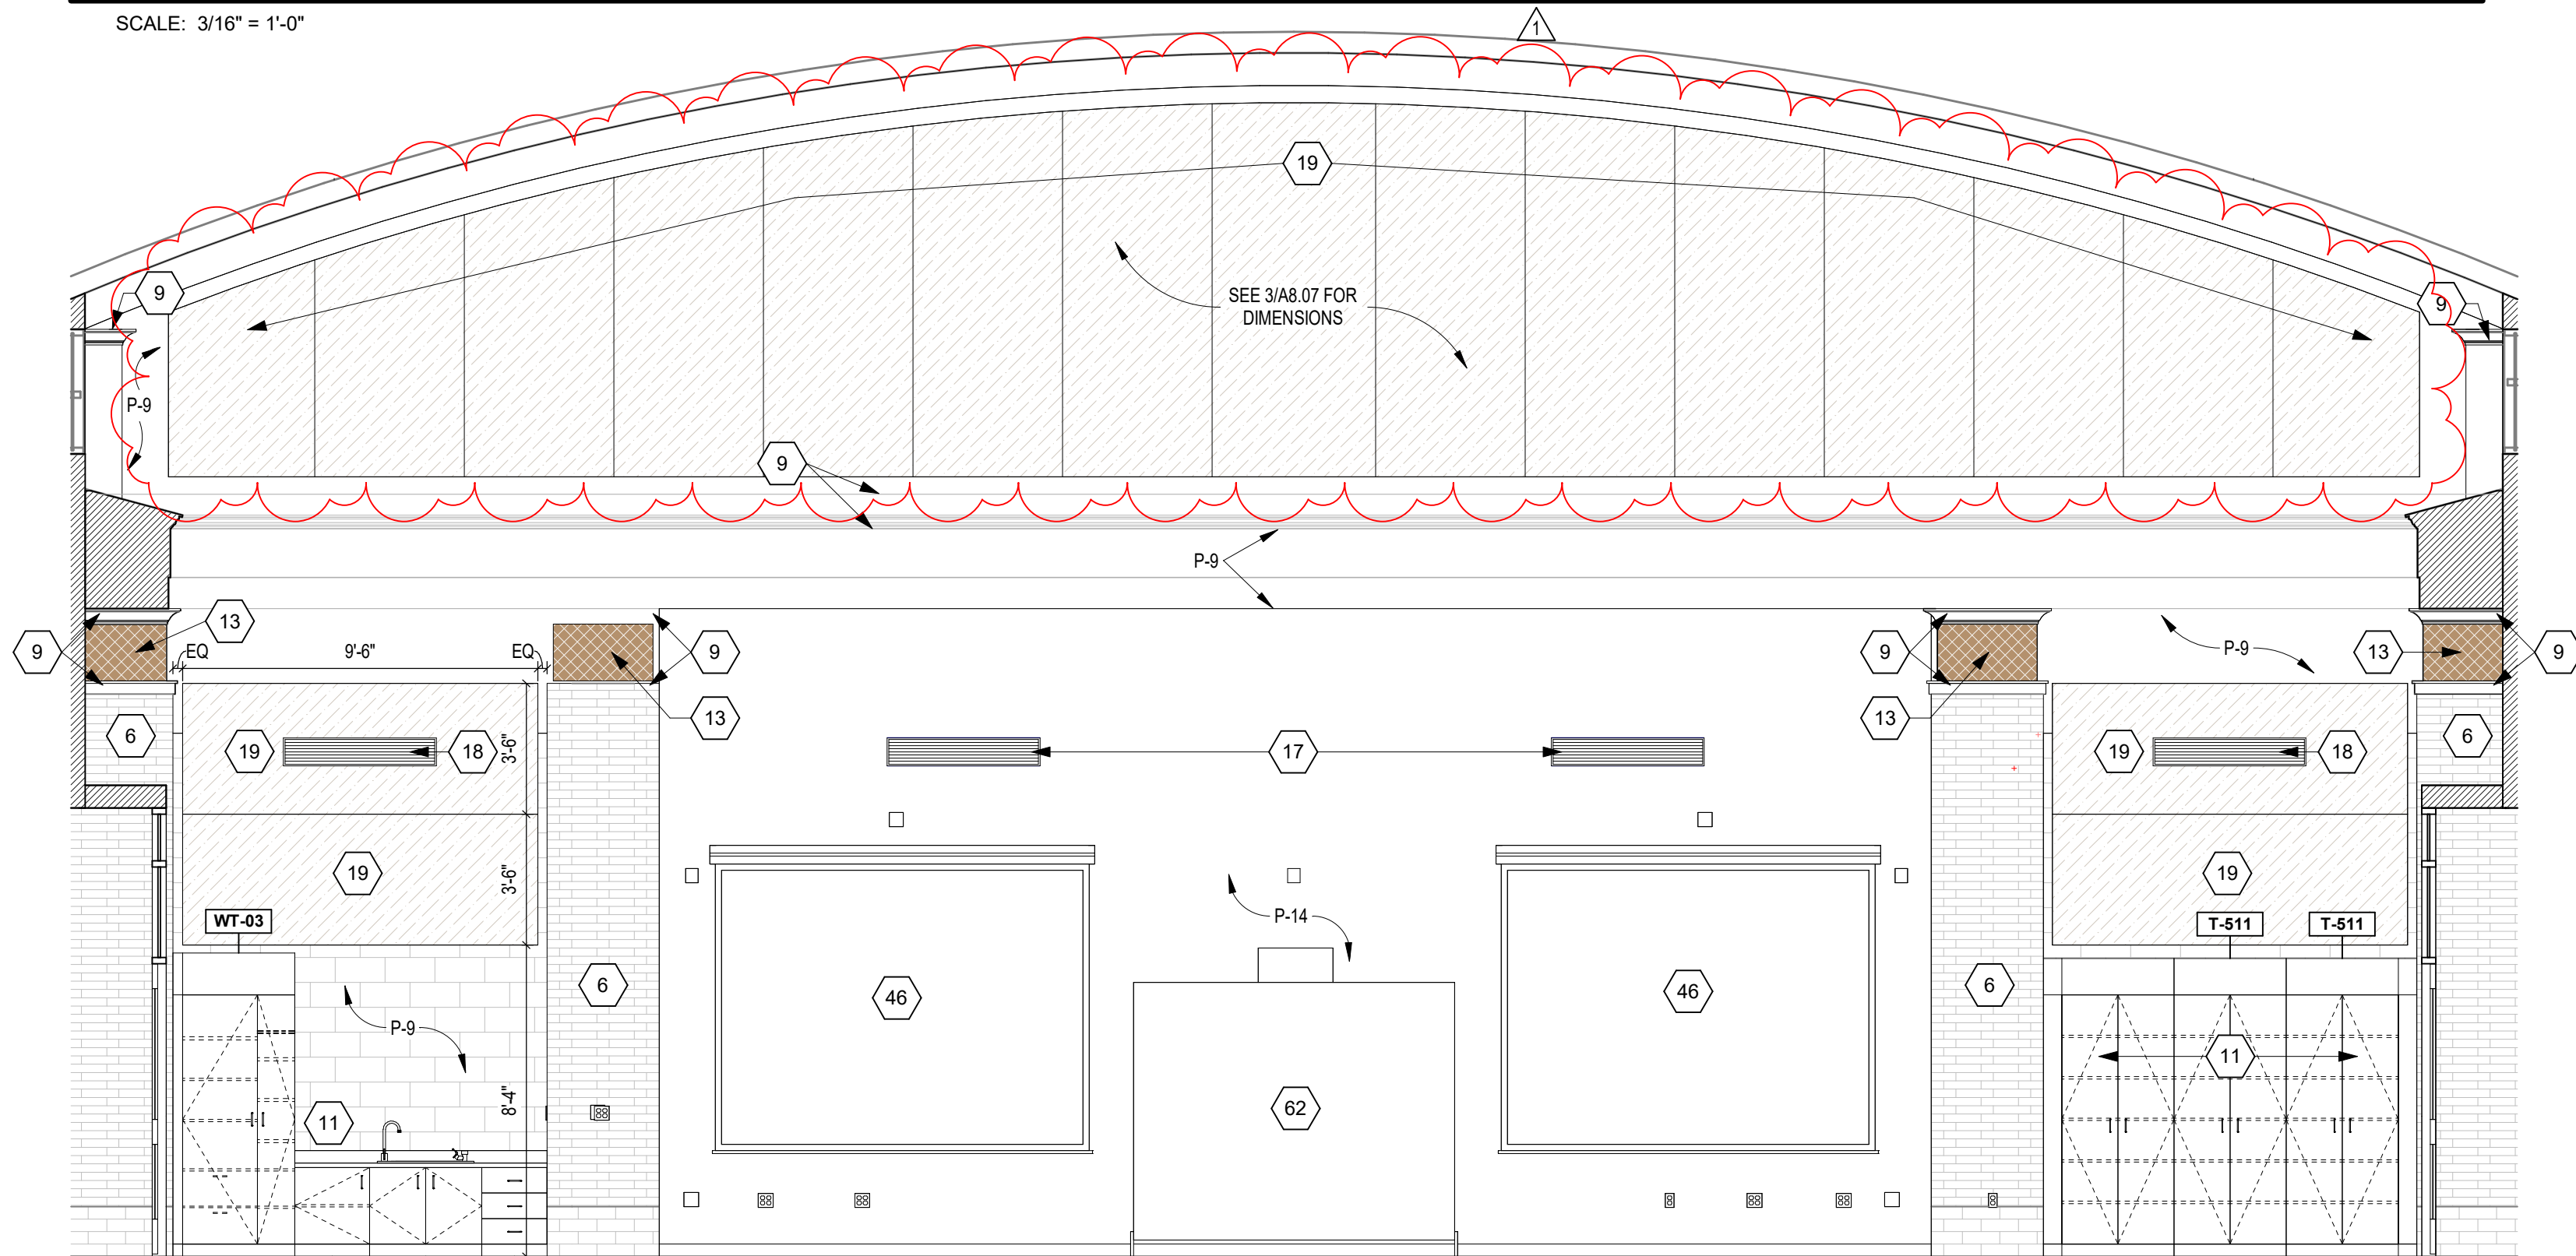 SCALE: 3/16" = 1'-0"
1
19
9
SEE 3/A8.07 FOR
DIMENSIONS
9
P-9
9
P-9
13
9
EQ
9'-6"
EQ
9
13
9
13
P-9
13
9
6
19
18
3'-6"
17
19
18
6
19
3'-6"
19
WT-03
P-14
T-511
T-511
6
46
46
6
P-9
11
8'-4"
11
62